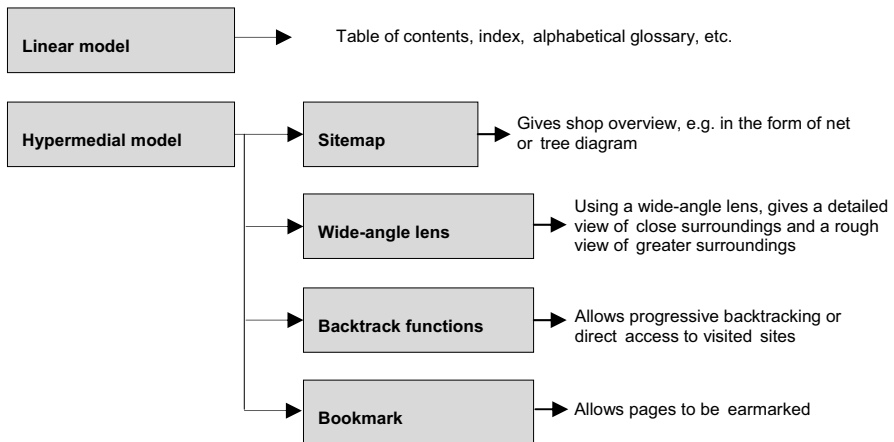 Linear model
Table of contents, index, alphabetical glossary, etc.
Hypermedial model
Sitemap
Gives shop overview, e.g. in the form of net
or tree diagram
Wide-angle lens
Using a wide-angle lens, gives a detailed
view of close surroundings and a rough
view of greater surroundings
Backtrack functions
Allows progressive backtracking or
direct access to visited sites
Bookmark
Allows pages to be earmarked